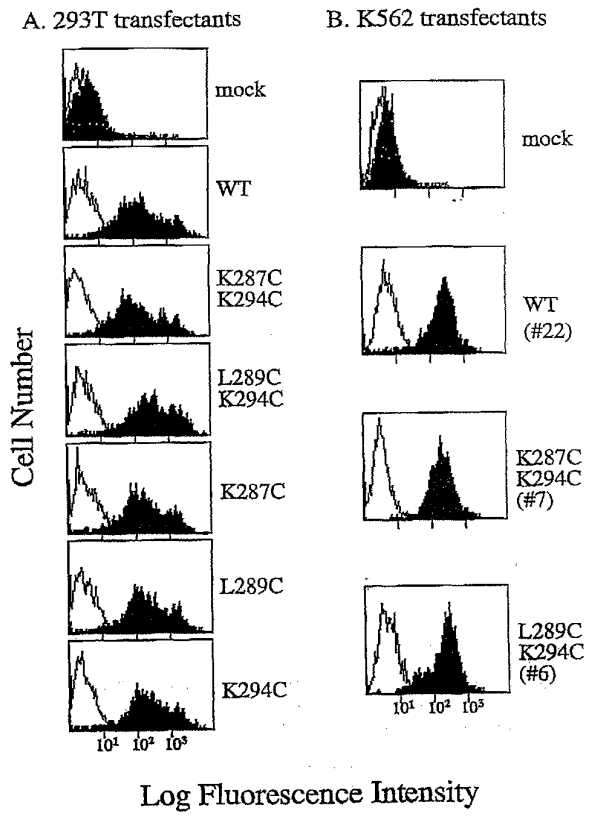 A. 293T transfectants
mock
WT
K287C
K294C
L289C
K294C
K287C
L289C
K294C
10¹ 10² 10³
Cell Number
B. K562 transfectants
mock
WT
(#22)
K287C
K294C
(#7)
L289C
K294C
(#6)
10¹ 10² 10³
Log Fluorescence Intensity